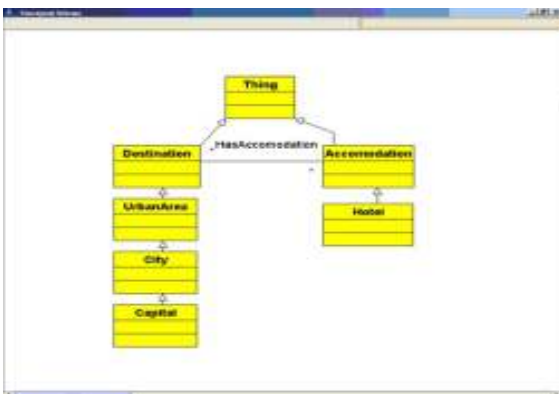 Thing
HasAccomodation
Destination
Accomodation
UrbanArea
Hotel
City
Capital